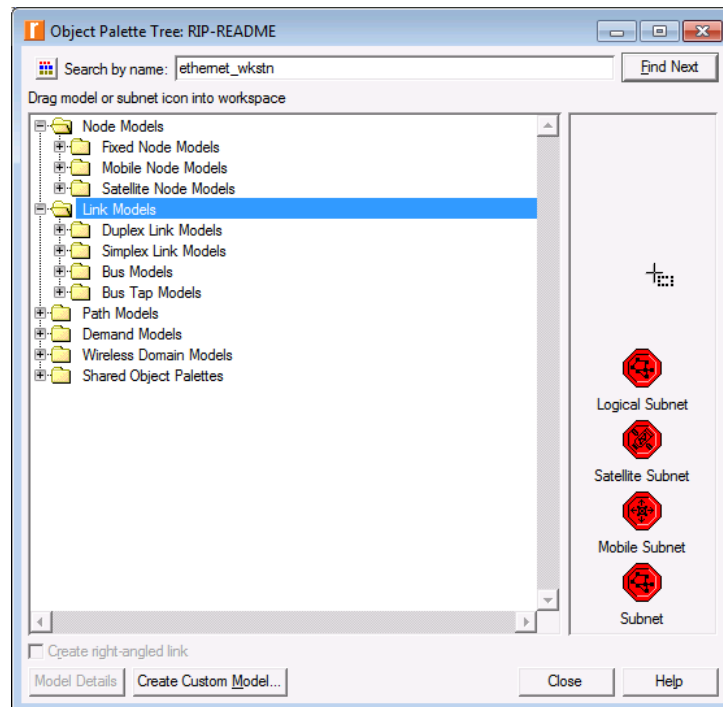 Object Palette Tree: RIP-README
Search by name: ethernet_wkstn Find Next
Drag model or subnet icon into workspace
Node Models
Fixed Node Models
Mobile Node Models
Satellite Node Models
Link Models
Duplex Link Models
Simplex Link Models
Bus Models
Bus Tap Models
Path Models
Demand Models
Wireless Domain Models
Shared Object Palettes
Logical Subnet
Satellite Subnet
Mobile Subnet
Subnet
Create right-angled link
Model Details Create Custom Model... Close Help